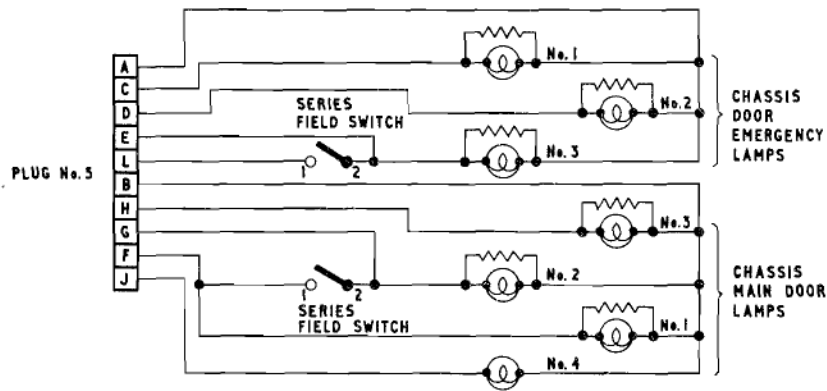 A
C
D
E
L
B
H
G
F
J
PLUG No.5
SERIES
FIELD SWITCH
1
2
No.1
No.2
No.3
CHASSIS
DOOR
EMERGENCY
LAMPS
1
2
SERIES
FIELD SWITCH
No.3
No.2
No.1
No.4
CHASSIS
MAIN DOOR
LAMPS